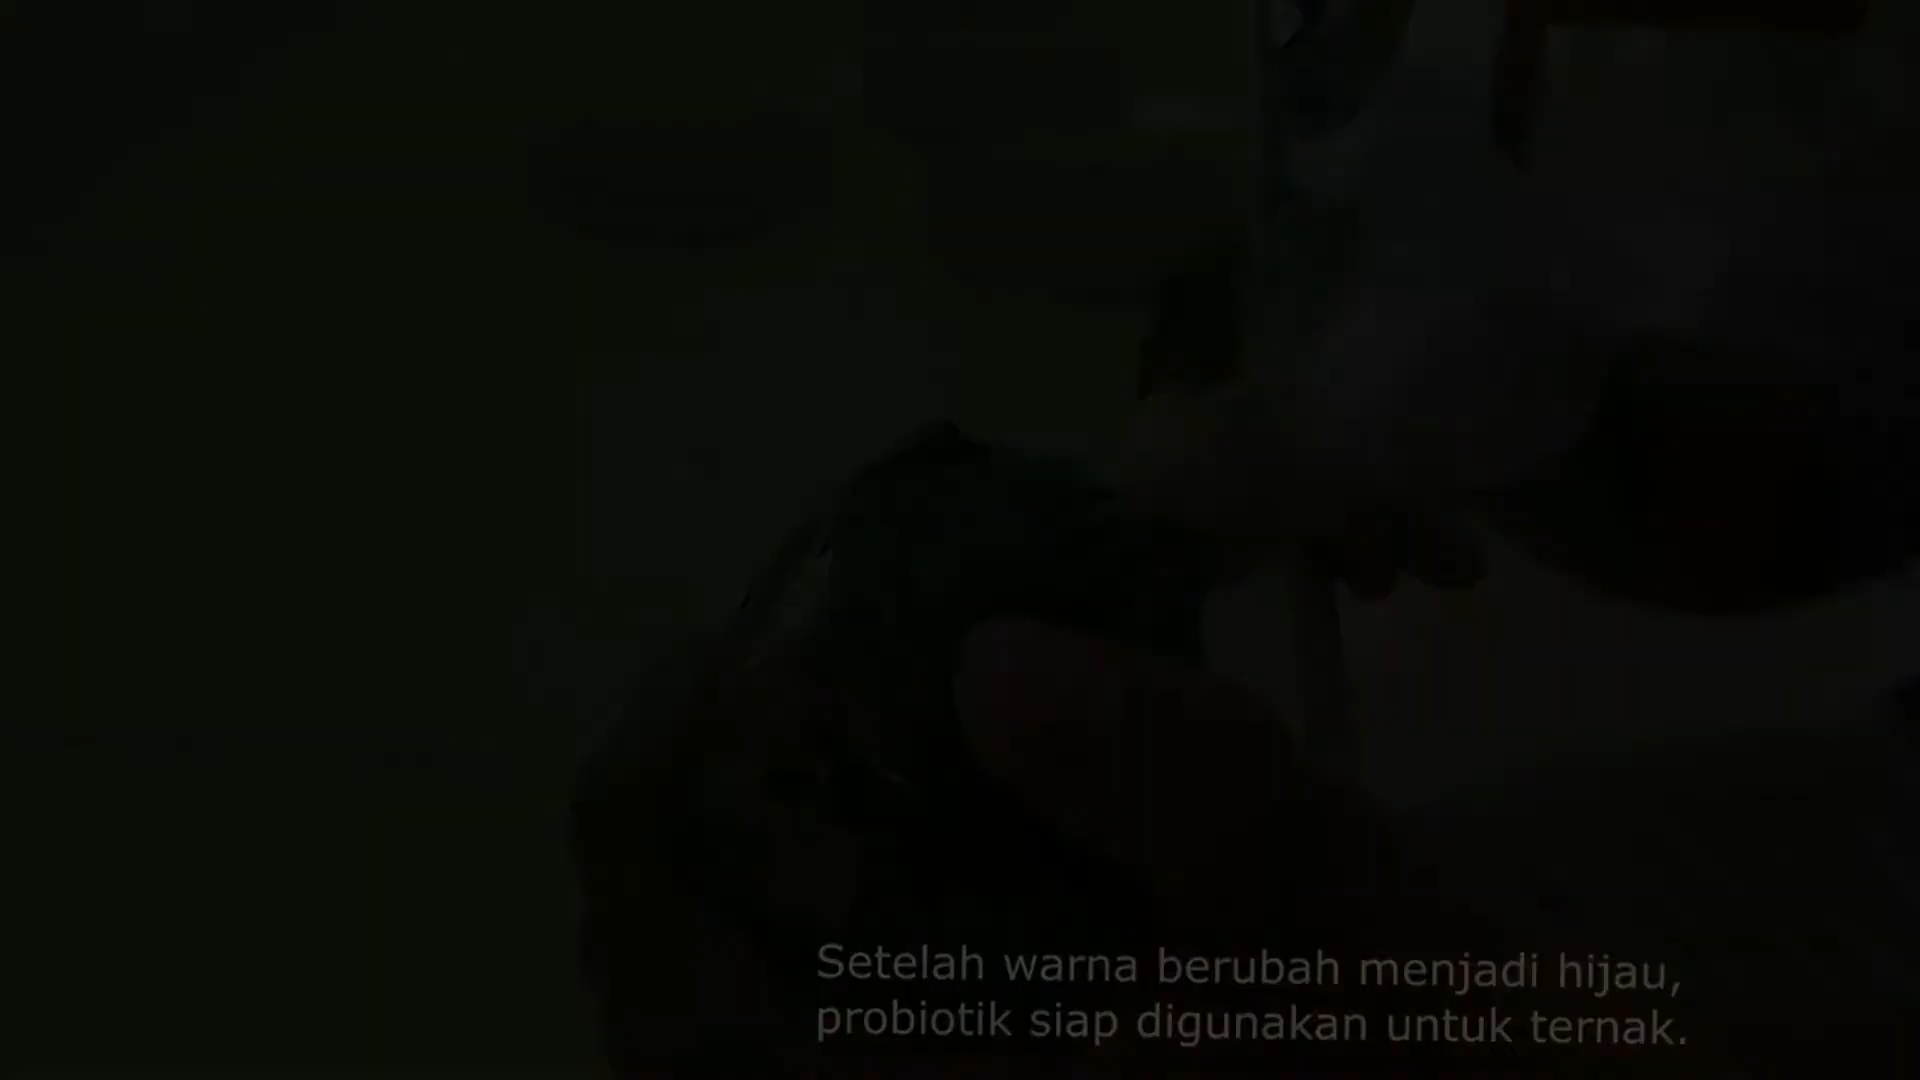 Setelah warna berubah menjadi hijau,
probiotik siap digunakan untuk ternak.